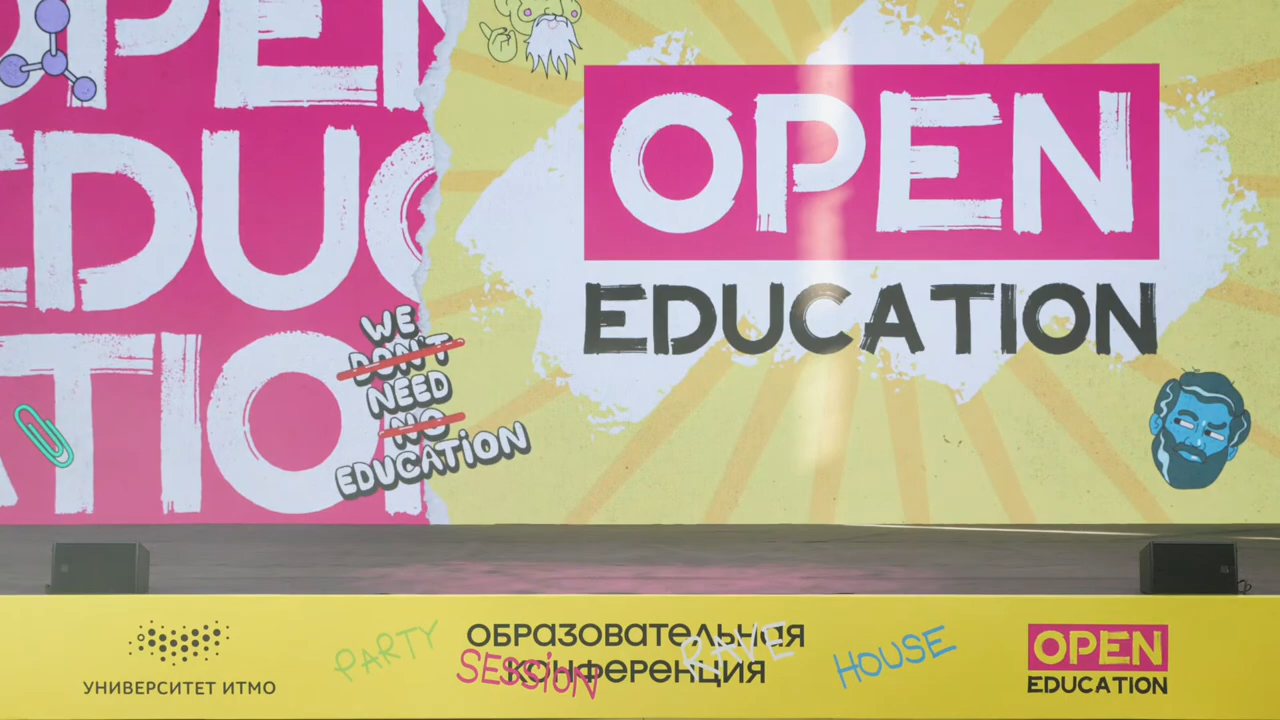 OPEN
EDUC
ATIO
OPEN
EDUCATION
WE
DON'T
NEED
NO
EDUCATION
УНИВЕРСИТЕТ ИТМО
PARTY
ОБРАЗОВАТЕЛЬНАЯ
КОНФЕРЕНЦИЯ
SESSION
RAVE
HOUSE
OPEN
EDUCATION